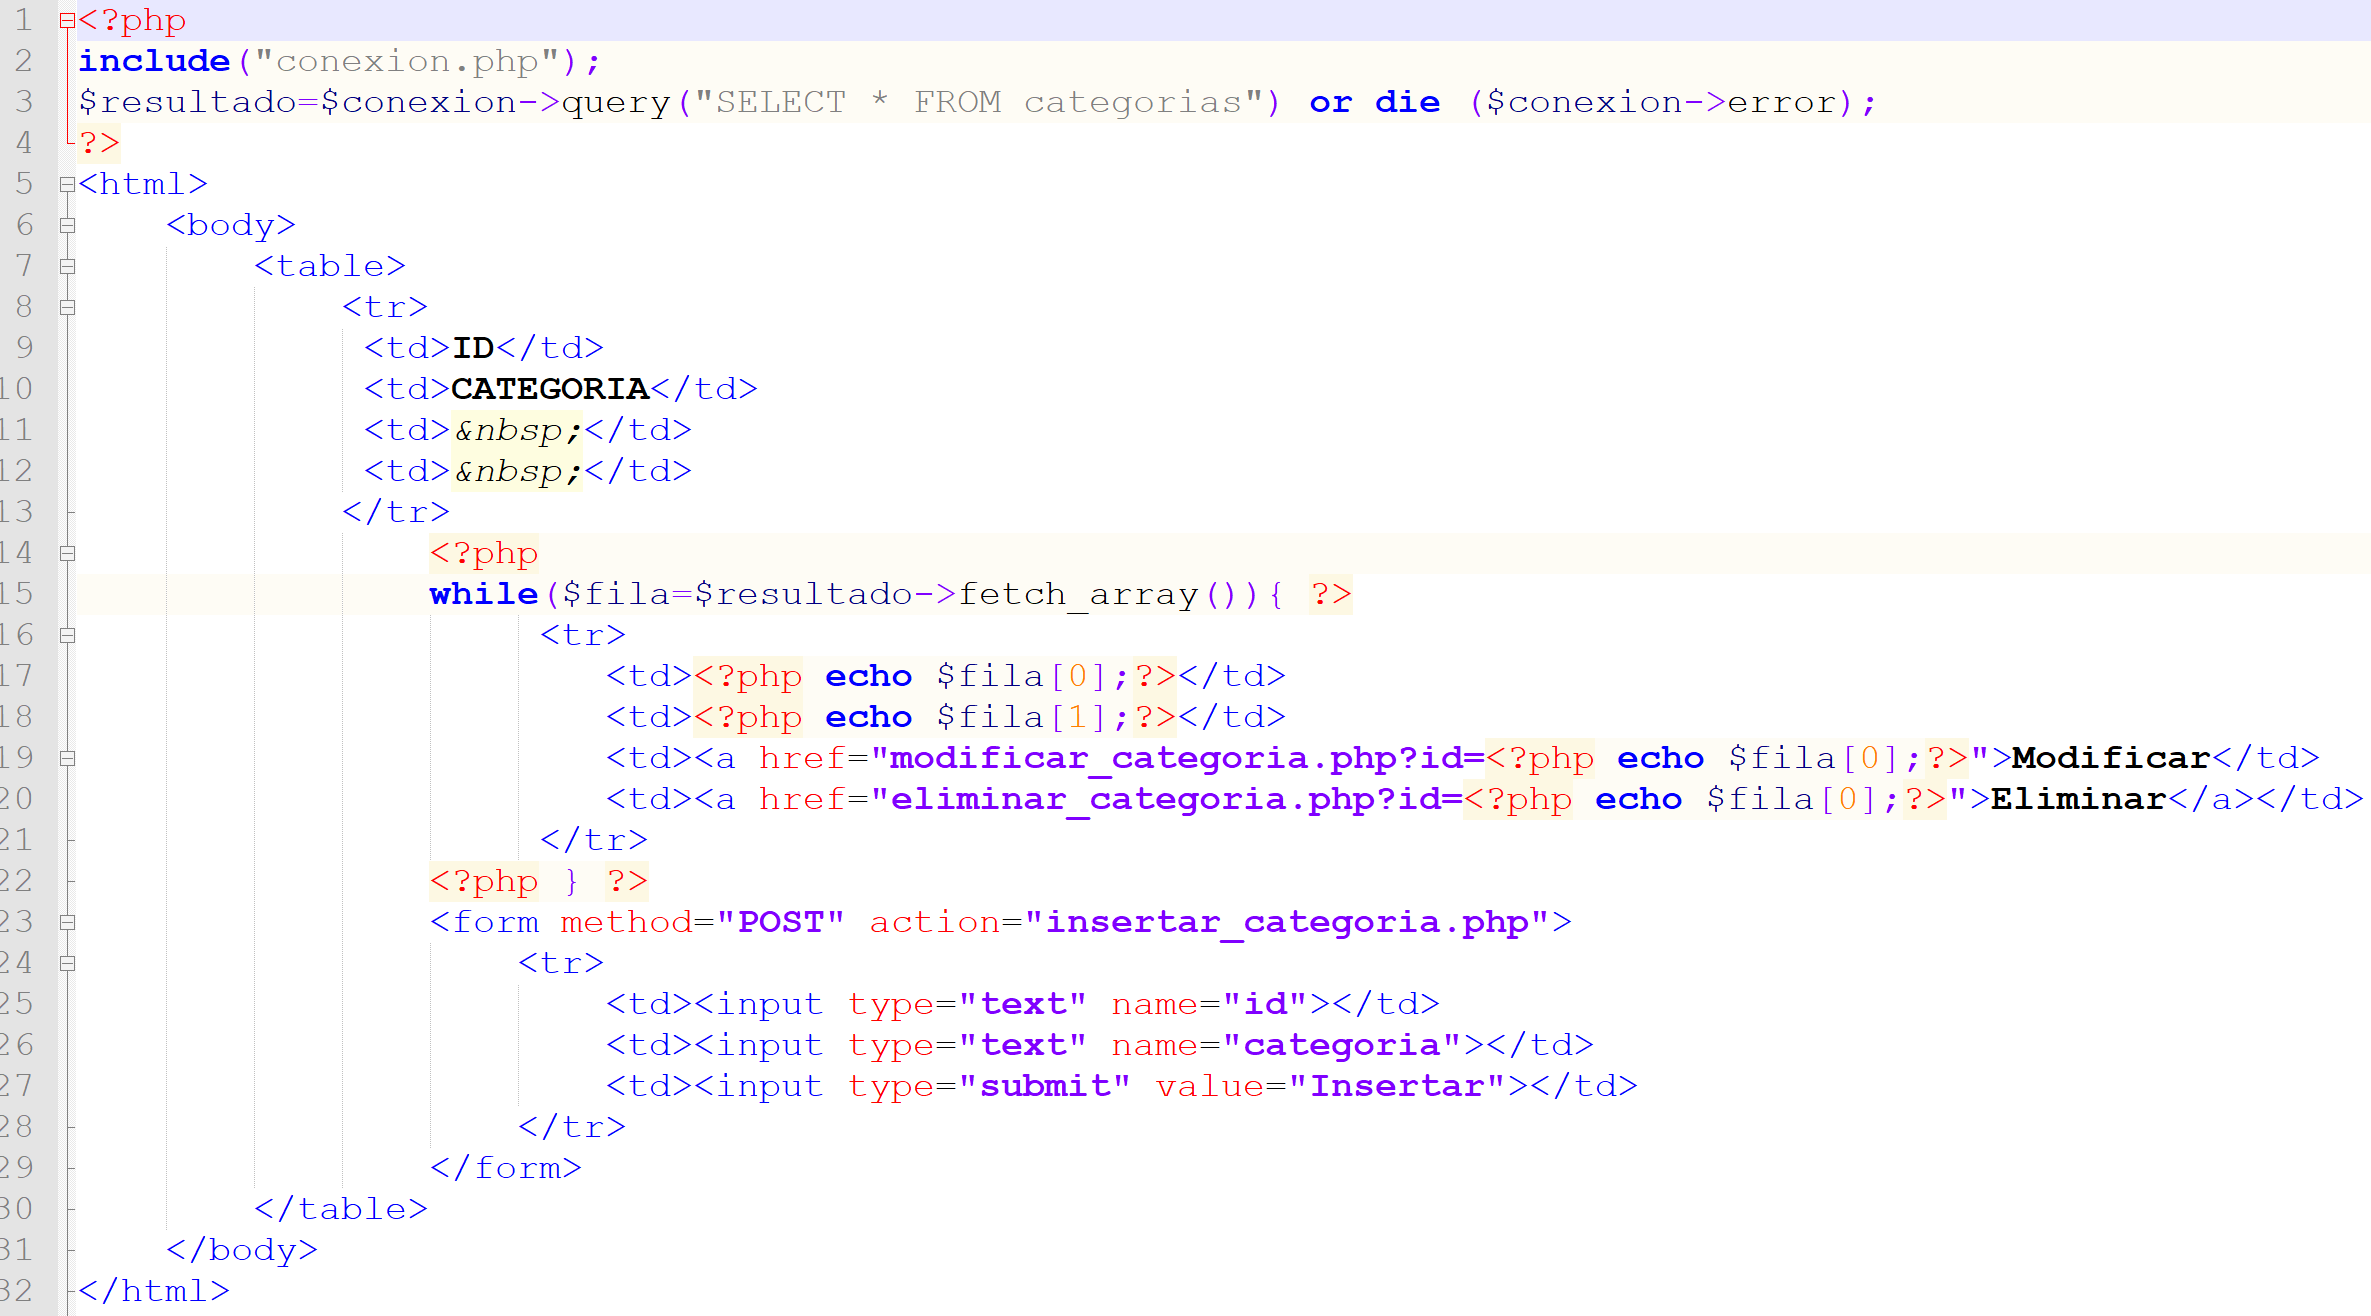 1 <?php
2 include("conexion.php");
3 $resultado=$conexion->query("SELECT * FROM categorias") or die ($conexion->error);
4 ?>
5 <html>
6 <body>
7 <table>
8 <tr>
9 <td>ID</td>
10 <td>CATEGORIA</td>
11 <td>&nbsp;</td>
12 <td>&nbsp;</td>
13 </tr>
14 <?php
15 while($fila=$resultado->fetch_array()){ ?>
16 <tr>
17 <td><?php echo $fila[0];?></td>
18 <td><?php echo $fila[1];?></td>
19 <td><a href="modificar_categoria.php?id=<?php echo $fila[0];?>">Modificar</td>
20 <td><a href="eliminar_categoria.php?id=<?php echo $fila[0];?>">Eliminar</a></td>
21 </tr>
22 <?php } ?>
23 <form method="POST" action="insertar_categoria.php">
24 <tr>
25 <td><input type="text" name="id"></td>
26 <td><input type="text" name="categoria"></td>
27 <td><input type="submit" value="Insertar"></td>
28 </tr>
29 </form>
30 </table>
31 </body>
32 </html>